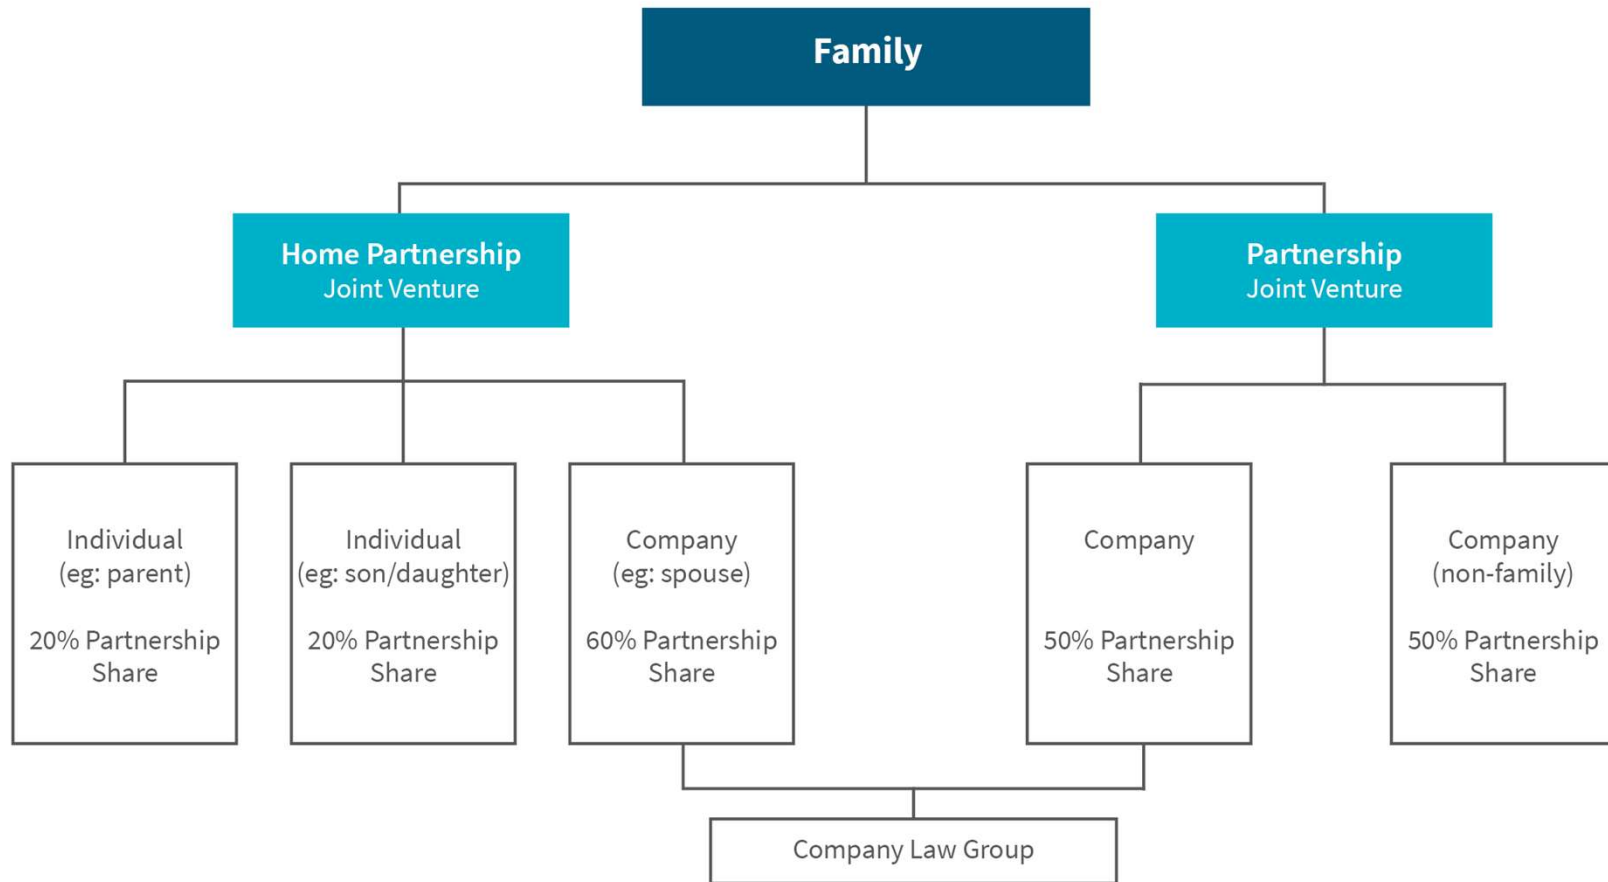 Family
Home Partnership
Joint Venture
Partnership
Joint Venture
Individual
(eg: parent)
20% Partnership
Share
Individual
(eg: son/daughter)
20% Partnership
Share
Company
(eg: spouse)
60% Partnership
Share
Company
50% Partnership
Share
Company
(non-family)
50% Partnership
Share
Company Law Group